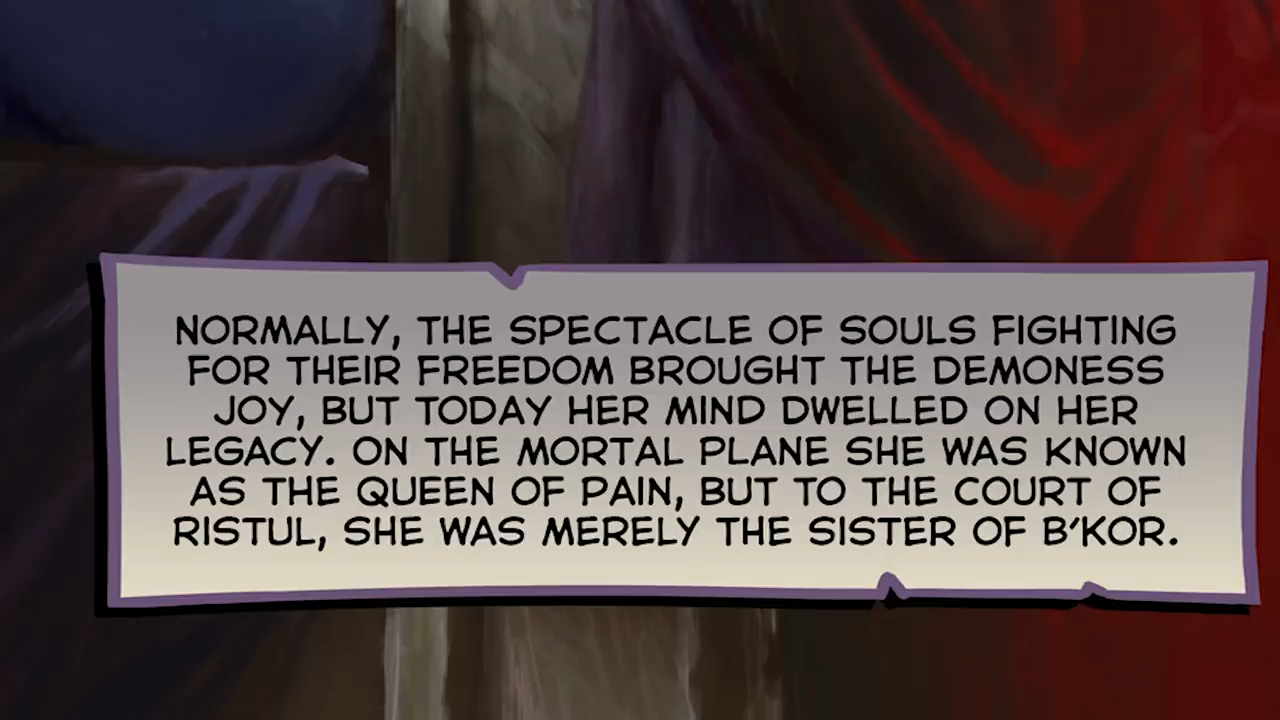 NORMALLY, THE SPECTACLE OF SOULS FIGHTING
FOR THEIR FREEDOM BROUGHT THE DEMONESS
JOY, BUT TODAY HER MIND DWELLED ON HER
LEGACY. ON THE MORTAL PLANE SHE WAS KNOWN
AS THE QUEEN OF PAIN, BUT TO THE COURT OF
RISTUL, SHE WAS MERELY THE SISTER OF B'KOR.